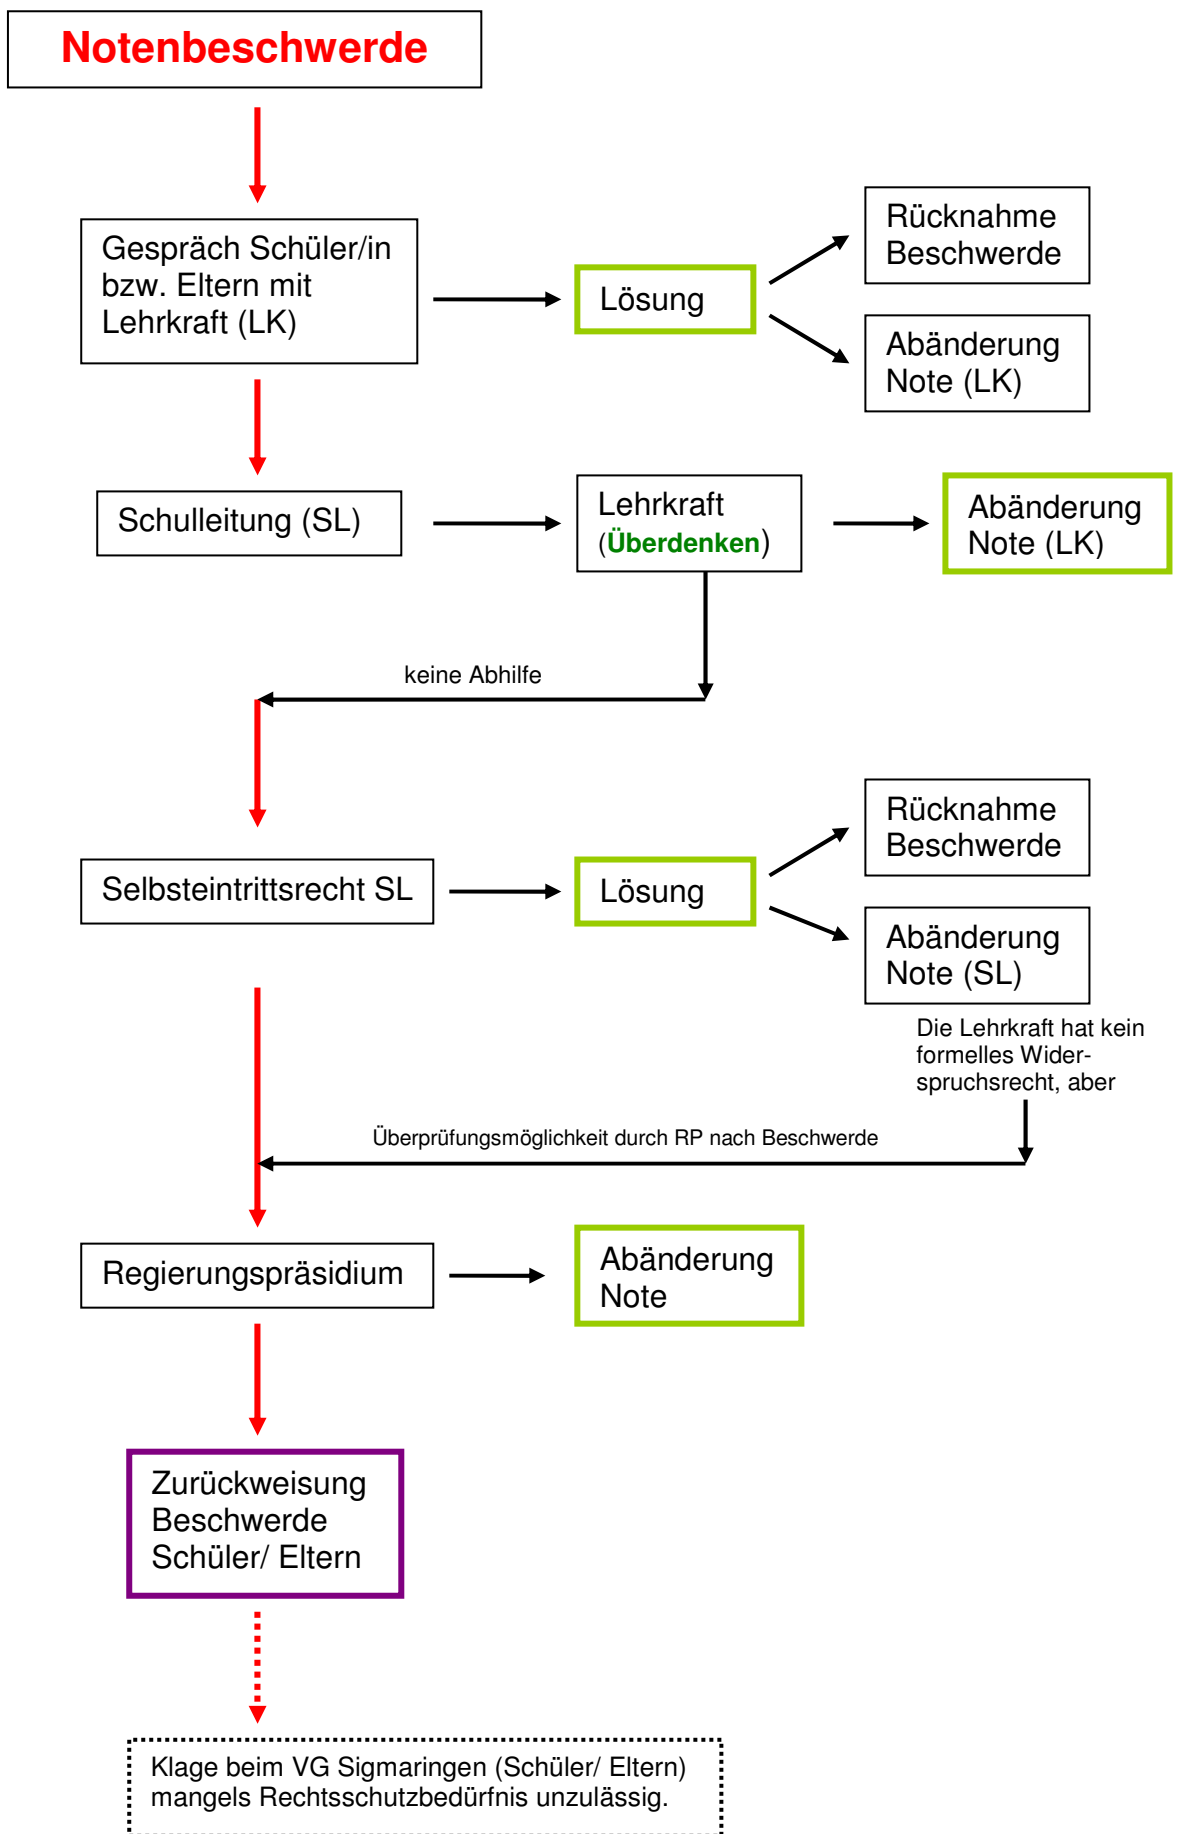 Notenbeschwerde
Gespräch Schüler/in
bzw. Eltern mit
Lehrkraft (LK)
Lösung
Rücknahme
Beschwerde
Abänderung
Note (LK)
Schulleitung (SL)
Lehrkraft
(Überdenken)
Abänderung
Note (LK)
keine Abhilfe
Selbsteintrittsrecht SL
Lösung
Rücknahme
Beschwerde
Abänderung
Note (SL)
Die Lehrkraft hat kein
formelles Wider-
spruchsrecht, aber
Überprüfungsmöglichkeit durch RP nach Beschwerde
Regierungspräsidium
Abänderung
Note
Zurückweisung
Beschwerde
Schüler/ Eltern
Klage beim VG Sigmaringen (Schüler/ Eltern)
mangels Rechtsschutzbedürfnis unzulässig.